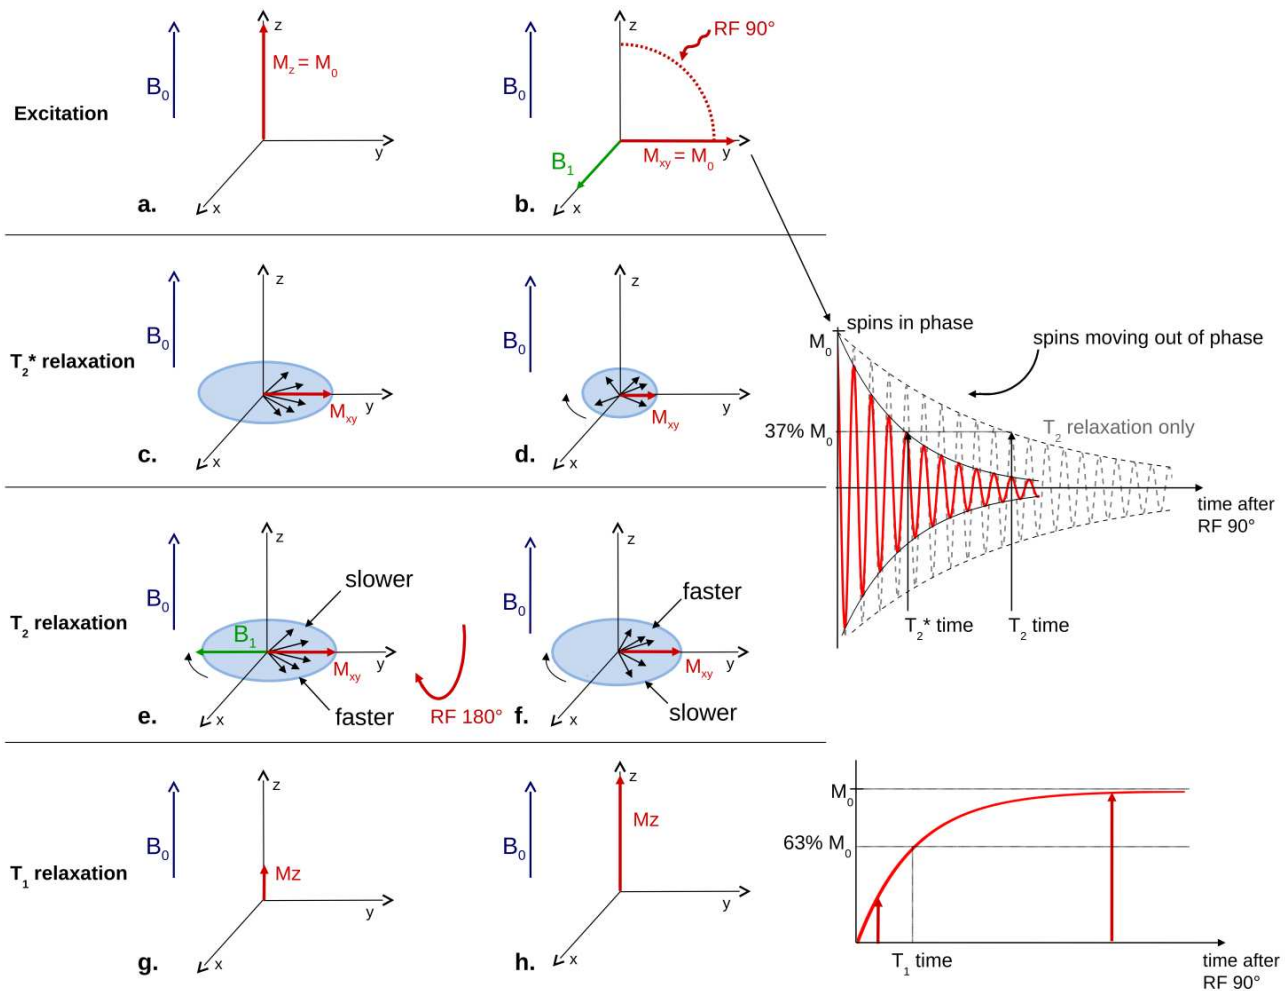 Excitation
B0
z
Mz = M0
y
x
a.
B0
z
RF 90°
B1
Mxy = M0
y
x
b.
T2* relaxation
B0
z
Mxy
y
x
c.
B0
z
Mxy
y
x
d.
M0
spins in phase
spins moving out of phase
37% M0
T2 relaxation only
time after
RF 90°
T2* time
T2 time
T2 relaxation
B0
z
slower
B1
Mxy
y
x
faster
e.
RF 180°
B0
z
faster
Mxy
y
x
slower
f.
T1 relaxation
B0
z
Mz
y
x
g.
B0
z
Mz
y
x
h.
M0
63% M0
T1 time
time after
RF 90°